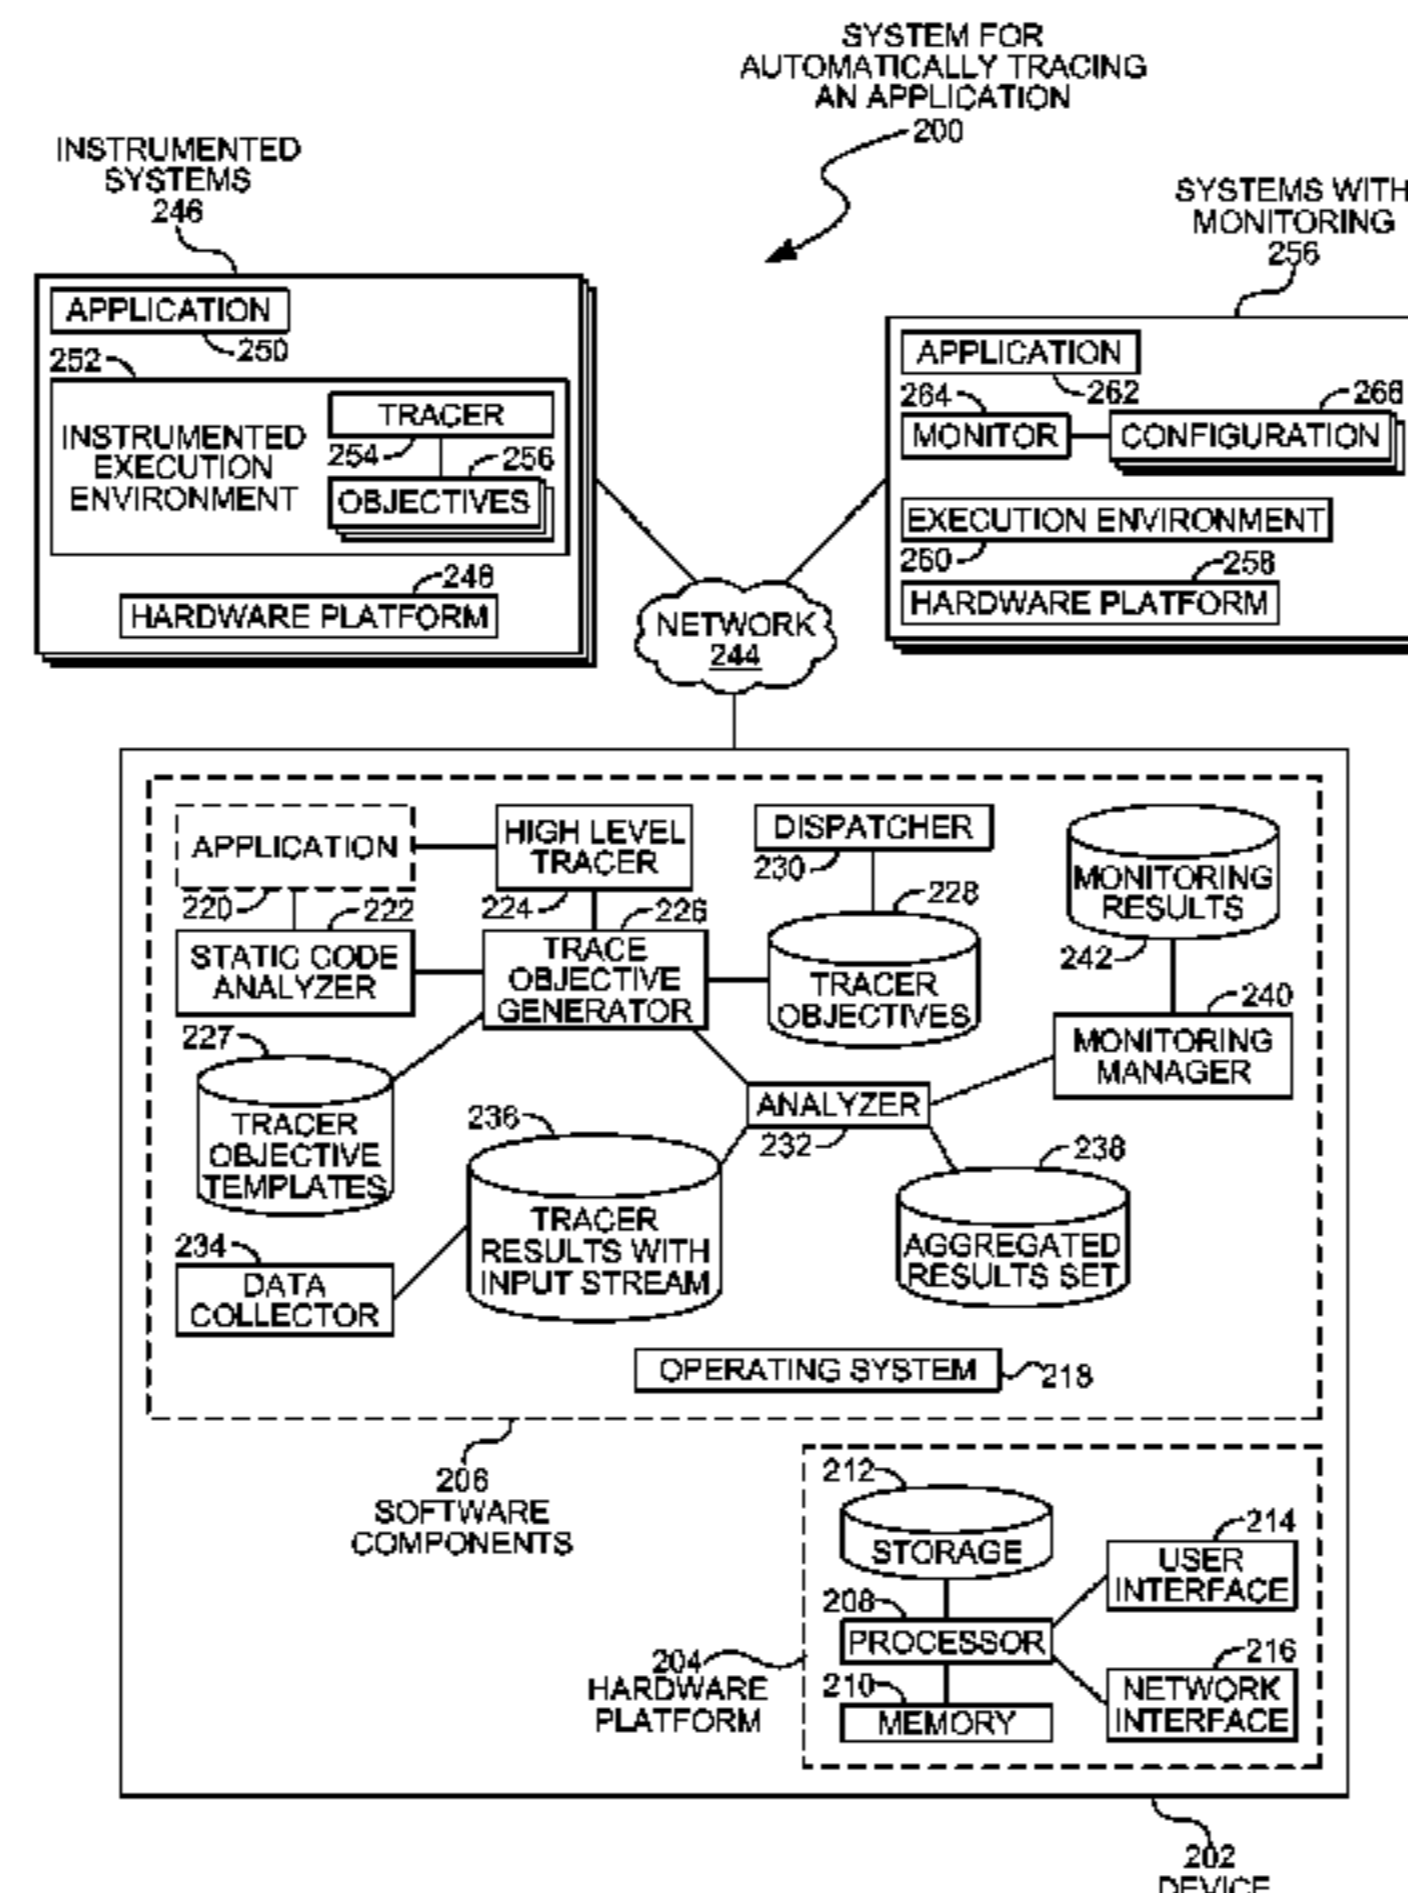 SYSTEM FOR
AUTOMATICALLY TRACING
AN APPLICATION
200
INSTRUMENTED
SYSTEMS
246
SYSTEMS WITH
MONITORING
256
APPLICATION
250
252
INSTRUMENTED
EXECUTION
ENVIRONMENT
TRACER
254
256
OBJECTIVES
248
HARDWARE PLATFORM
APPLICATION
262
264
266
MONITOR
CONFIGURATION
EXECUTION ENVIRONMENT
260
258
HARDWARE PLATFORM
NETWORK
244
APPLICATION
220
HIGH LEVEL
TRACER
224
DISPATCHER
230
MONITORING
RESULTS
242
222
STATIC CODE
ANALYZER
226
TRACE
OBJECTIVE
GENERATOR
228
TRACER
OBJECTIVES
240
MONITORING
MANAGER
227
TRACER
OBJECTIVE
TEMPLATES
ANALYZER
232
236
TRACER
RESULTS WITH
INPUT STREAM
238
AGGREGATED
RESULTS SET
234
DATA
COLLECTOR
OPERATING SYSTEM
218
206
SOFTWARE
COMPONENTS
212
STORAGE
214
USER
INTERFACE
208
PROCESSOR
204
HARDWARE
PLATFORM
210
MEMORY
216
NETWORK
INTERFACE
202
DEVICE